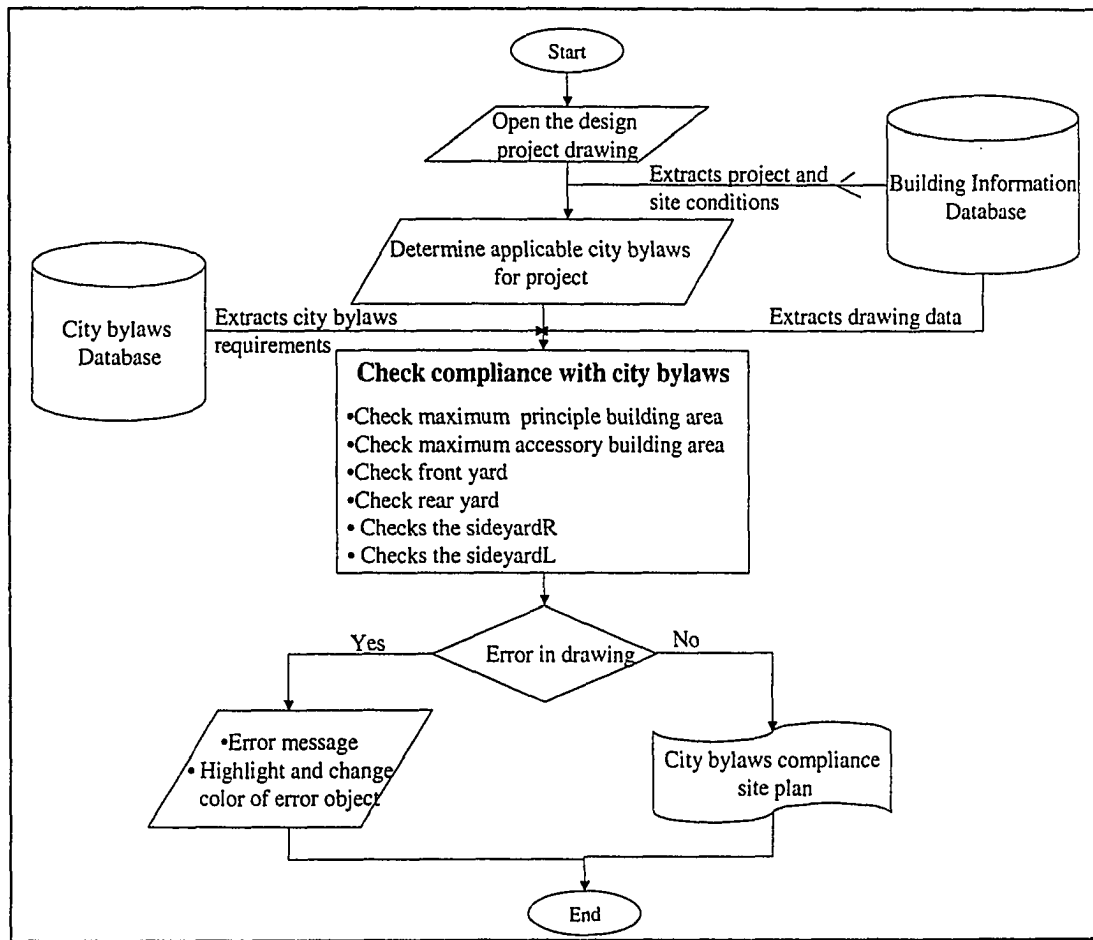 Start
Open the design
project drawing
Extracts project and
site conditions
Building Information
Database
Determine applicable city bylaws
for project
City bylaws
Database
Extracts city bylaws
requirements
Extracts drawing data
Check compliance with city bylaws
•Check maximum principle building area
•Check maximum accessory building area
•Check front yard
•Check rear yard
• Checks the sideyardR
• Checks the sideyardL
Yes
Error in drawing
No
•Error message
• Highlight and change
color of error object
City bylaws compliance
site plan
End